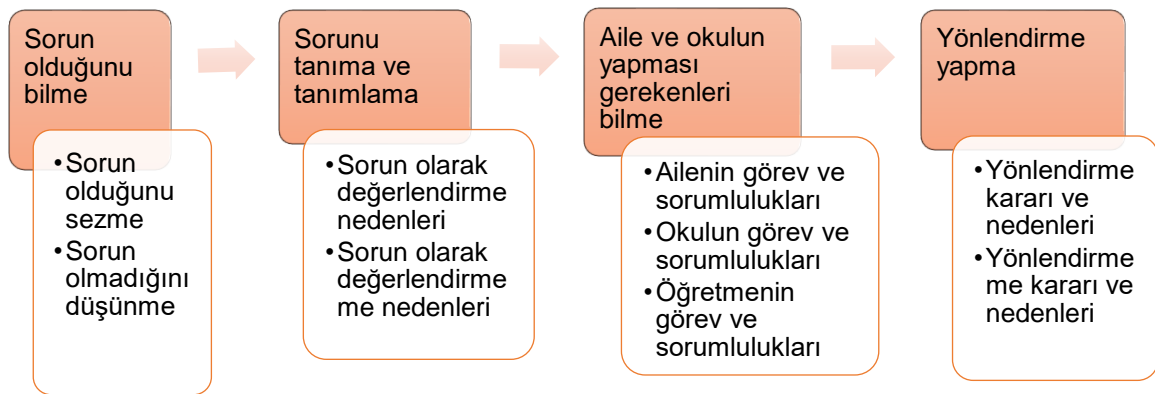 Sorun
olduğunu
bilme
• Sorun
olduğunu
sezme
• Sorun
olmadığını
düşünme
Sorunu
tanıma ve
tanımlama
• Sorun olarak
değerlendirme
nedenleri
• Sorun olarak
değerlendirme
me nedenleri
Aile ve okulun
yapması
gerekenleri
bilme
• Ailenin görev ve
sorumlulukları
• Okulun görev ve
sorumlulukları
• Öğretmenin
görev ve
sorumlulukları
Yönlendirme
yapma
• Yönlendirme
kararı ve
nedenleri
• Yönlendirme
me kararı ve
nedenleri